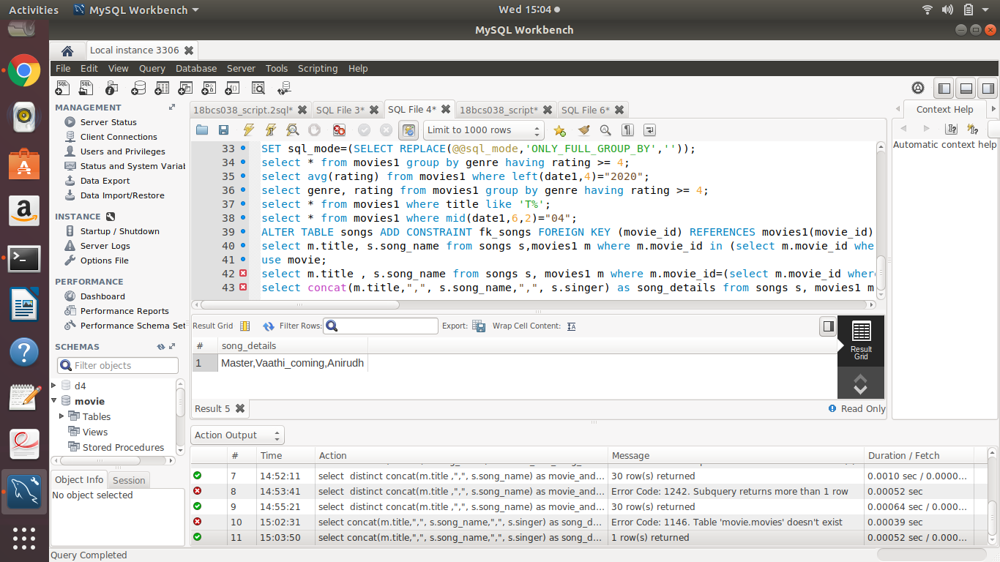 Activities MySQL Workbench Wed 15:04
MySQL Workbench
Local instance 3306
File Edit View Query Database Server Tools Scripting Help
MANAGEMENT
Server Status
Client Connections
Users and Privileges
Status and System Variab
Data Export
Data Import/Restore
INSTANCE
Startup / Shutdown
Server Logs
Options File
PERFORMANCE
Dashboard
Performance Reports
Performance Schema Set
SCHEMAS
Filter objects
d4
movie
Tables
Views
Stored Procedures
Object Info Session
No object selected
18bcs038_script.2sql* SQL File 3* SQL File 4* 18bcs038_script* SQL File 6*
Limit to 1000 rows
33 SET sql_mode=(SELECT REPLACE(@@sql_mode,'ONLY_FULL_GROUP_BY',''));
34 select * from movies1 group by genre having rating >= 4;
35 select avg(rating) from movies1 where left(date1,4)="2020";
36 select genre, rating from movies1 group by genre having rating >= 4;
37 select * from movies1 where title like 'T%';
38 select * from movies1 where mid(date1,6,2)="04";
39 ALTER TABLE songs ADD CONSTRAINT fk_songs FOREIGN KEY (movie_id) REFERENCES movies1(movie_id)
40 select m.title, s.song_name from songs s,movies1 m where m.movie_id in (select m.movie_id whe
41 use movie;
42 select m.title , s.song_name from songs s, movies1 m where m.movie_id=(select m.movie_id wher
43 select concat(m.title,",", s.song_name,",", s.singer) as song_details from songs s, movies1 m
Result Grid Filter Rows: Export: Wrap Cell Content:
# song_details
1 Master,Vaathi_coming,Anirudh
Result Grid
Result 5 Read Only
Context Help
Automatic context help
Action Output
# Time Action Message Duration / Fetch
7 14:52:11 select distinct concat(m.title ,",", s.song_name) as movie_and... 30 row(s) returned 0.0010 sec / 0.0000...
8 14:53:41 select distinct concat(m.title ,",", s.song_name) as movie_and... Error Code: 1242. Subquery returns more than 1 row 0.00052 sec
9 14:55:21 select distinct concat(m.title ,",", s.song_name) as movie_and... 30 row(s) returned 0.00064 sec / 0.000...
10 15:02:31 select concat(m.title,",", s.song_name,",", s.singer) as song_d... Error Code: 1146. Table 'movie.movies' doesn't exist 0.00039 sec
11 15:03:50 select concat(m.title,",", s.song_name,",", s.singer) as song_d... 1 row(s) returned 0.00052 sec / 0.000...
Query Completed